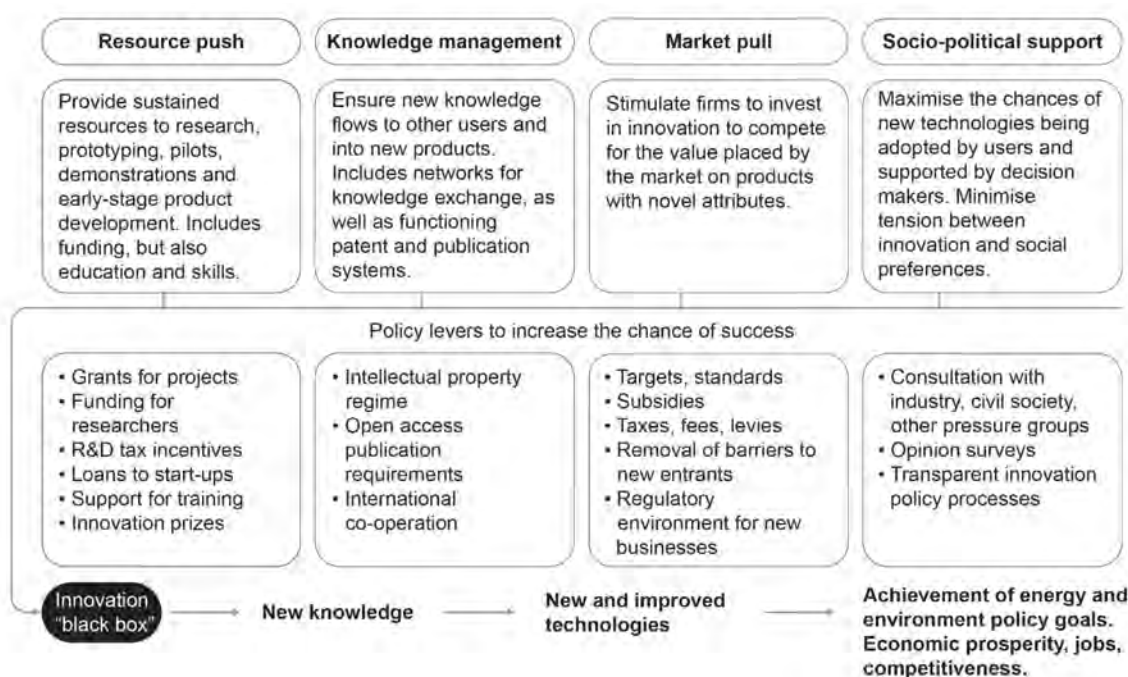 Resource push
Knowledge management
Market pull
Socio-political support
Provide sustained
resources to research,
prototyping, pilots,
demonstrations and
early-stage product
development. Includes
funding, but also
education and skills.
Ensure new knowledge
flows to other users and
into new products.
Includes networks for
knowledge exchange, as
well as functioning
patent and publication
systems.
Stimulate firms to invest
in innovation to compete
for the value placed by
the market on products
with novel attributes.
Maximise the chances of
new technologies being
adopted by users and
supported by decision
makers. Minimise
tension between
innovation and social
preferences.
Policy levers to increase the chance of success
• Grants for projects
• Funding for
researchers
• R&D tax incentives
• Loans to start-ups
• Support for training
• Innovation prizes
• Intellectual property
regime
• Open access
publication
requirements
• International
co-operation
• Targets, standards
• Subsidies
• Taxes, fees, levies
• Removal of barriers to
new entrants
• Regulatory
environment for new
businesses
• Consultation with
industry, civil society,
other pressure groups
• Opinion surveys
• Transparent innovation
policy processes
Innovation
"black box"
New knowledge
New and improved
technologies
Achievement of energy and
environment policy goals.
Economic prosperity, jobs,
competitiveness.